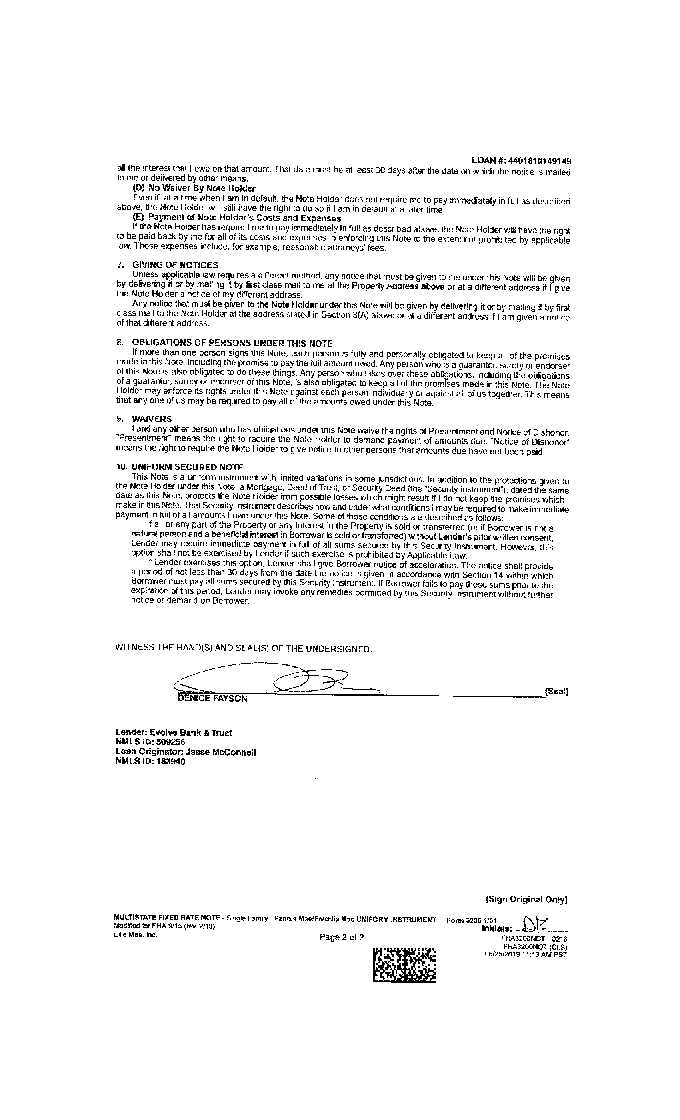 LOAN #: 4401810149149
all the interest that I owe on that amount. That date must be at least 30 days after the date on which the notice is mailed
to me or delivered by other means.
(D) No Waiver By Note Holder
Even if, at a time when I am in default, the Note Holder does not require me to pay immediately in full as described
above, the Note Holder will still have the right to do so if I am in default at a later time.
(E) Payment of Note Holder's Costs and Expenses
If the Note Holder has required me to pay immediately in full as described above, the Note Holder will have the right
to be paid back by me for all of its costs and expenses in enforcing this Note to the extent not prohibited by applicable
law. Those expenses include, for example, reasonable attorneys' fees.
7. GIVING OF NOTICES
Unless applicable law requires a different method, any notice that must be given to me under this Note will be given
by delivering it or by mailing it by first class mail to me at the Property Address above or at a different address if I give
the Note Holder a notice of my different address.
Any notice that must be given to the Note Holder under this Note will be given by delivering it or by mailing it by first
class mail to the Note Holder at the address stated in Section 3(A) above or at a different address if I am given a notice
of that different address.
8. OBLIGATIONS OF PERSONS UNDER THIS NOTE
If more than one person signs this Note, each person is fully and personally obligated to keep all of the promises
made in this Note, including the promise to pay the full amount owed. Any person who is a guarantor, surety or endorser
of this Note is also obligated to do these things. Any person who takes over these obligations, including the obligations
of a guarantor, surety or endorser of this Note, is also obligated to keep all of the promises made in this Note. The Note
Holder may enforce its rights under this Note against each person individually or against all of us together. This means
that any one of us may be required to pay all of the amounts owed under this Note.
9. WAIVERS
I and any other person who has obligations under this Note waive the rights of Presentment and Notice of Dishonor.
"Presentment" means the right to require the Note Holder to demand payment of amounts due. "Notice of Dishonor"
means the right to require the Note Holder to give notice to other persons that amounts due have not been paid.
10. UNIFORM SECURED NOTE
This Note is a uniform instrument with limited variations in some jurisdictions. In addition to the protections given to
the Note Holder under this Note, a Mortgage, Deed of Trust, or Security Deed (the "Security Instrument"), dated the same
date as this Note, protects the Note Holder from possible losses which might result if I do not keep the promises which I
make in this Note. That Security Instrument describes how and under what conditions I may be required to make immediate
payment in full of all amounts I owe under this Note. Some of those conditions are described as follows:
If all or any part of the Property or any Interest in the Property is sold or transferred (or if Borrower is not a
natural person and a beneficial interest in Borrower is sold or transferred) without Lender's prior written consent,
Lender may require immediate payment in full of all sums secured by this Security Instrument. However, this
option shall not be exercised by Lender if such exercise is prohibited by Applicable Law.
If Lender exercises this option, Lender shall give Borrower notice of acceleration. The notice shall provide
a period of not less than 30 days from the date the notice is given in accordance with Section 14 within which
Borrower must pay all sums secured by this Security Instrument. If Borrower fails to pay these sums prior to the
expiration of this period, Lender may invoke any remedies permitted by this Security Instrument without further
notice or demand on Borrower.
WITNESS THE HAND(S) AND SEAL(S) OF THE UNDERSIGNED.
(Seal)
DENICE FAYSON
Lender: Evolve Bank & Trust
NMLS ID: 509256
Loan Originator: Jesse McConnell
NMLS ID: 183940
[Sign Original Only]
MULTISTATE FIXED RATE NOTE - Single Family - Fannie Mae/Freddie Mac UNIFORM INSTRUMENT Form 3200 1/01
Modified for FHA
Initials:
Ellie Mae, Inc.
Page 2 of 2
FHA3200NOT 0216
FHA3200NOT (CLS)
11:13 AM PST